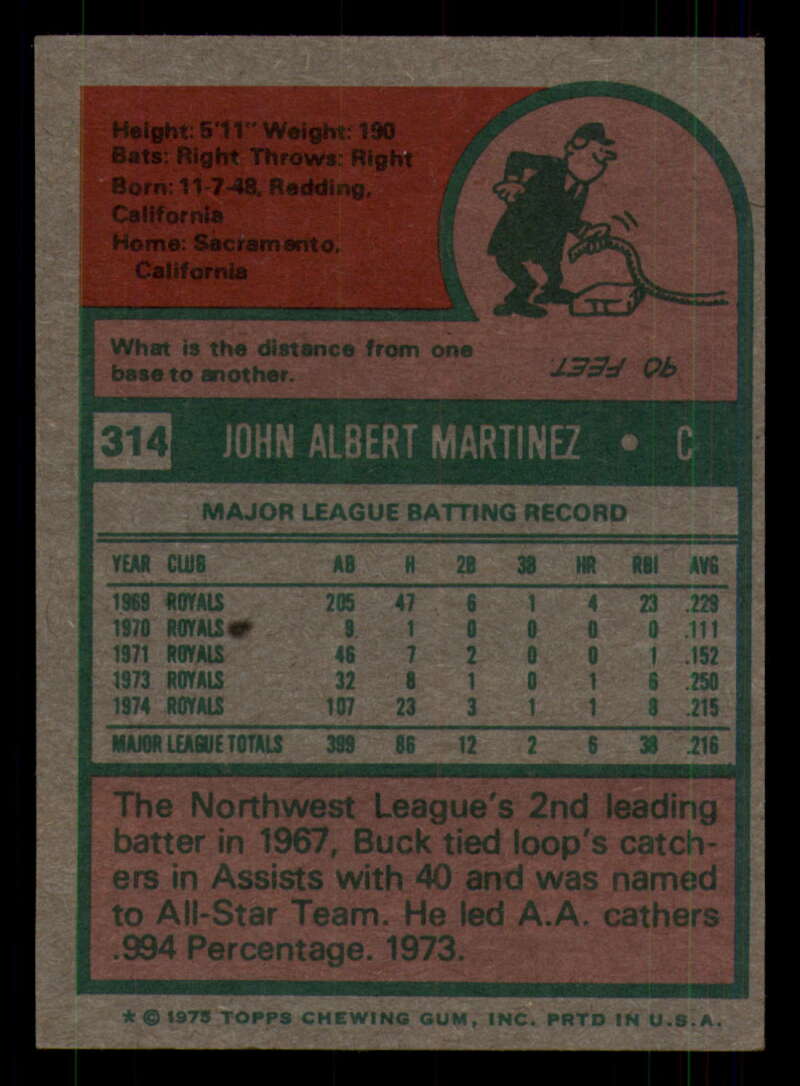 Height: 5'11" Weight: 190
Bats: Right Throws: Right
Born: 11-7-48, Redding,
California
Home: Sacramento,
California
What is the distance from one
base to another.
90 FEET.
314 JOHN ALBERT MARTINEZ • C
MAJOR LEAGUE BATTING RECORD
YEAR CLUB AB H 2B 3B HR RBI AVG
1969 ROYALS 205 47 6 1 4 23 .229
1970 ROYALS 9 1 0 0 0 0 .111
1971 ROYALS 46 7 2 0 0 1 .152
1973 ROYALS 32 8 1 0 1 6 .250
1974 ROYALS 107 23 3 1 1 8 .215
MAJOR LEAGUE TOTALS 399 86 12 2 6 38 .216
The Northwest League's 2nd leading
batter in 1967, Buck tied loop's catch-
ers in Assists with 40 and was named
to All-Star Team. He led A.A. cathers
.994 Percentage. 1973.
* © 1975 TOPPS CHEWING GUM, INC. PRTD IN U.S.A.